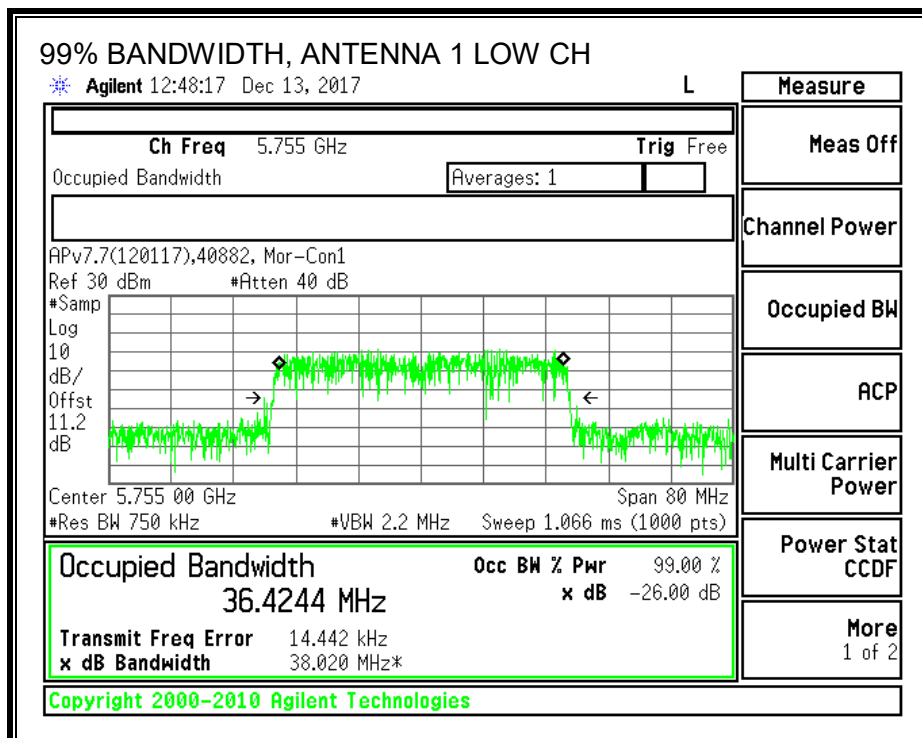 99% BANDWIDTH, ANTENNA 1 LOW CH
Agilent 12:48:17 Dec 13, 2017 L
Measure
Ch Freq 5.755 GHz Trig Free
Meas Off
Occupied Bandwidth Averages: 1
Channel Power
APv7.7(120117),40882, Mor-Con1
Ref 30 dBm #Atten 40 dB
#Samp
Log
10
dB/
Offst
11.2
dB
Occupied BW
ACP
Center 5.755 00 GHz Span 80 MHz
#Res BW 750 kHz #VBW 2.2 MHz Sweep 1.066 ms (1000 pts)
Multi Carrier
Power
Occupied Bandwidth Occ BW % Pwr 99.00 %
36.4244 MHz x dB -26.00 dB
Transmit Freq Error 14.442 kHz
x dB Bandwidth 38.020 MHz*
Power Stat
CCDF
More
1 of 2
Copyright 2000-2010 Agilent Technologies